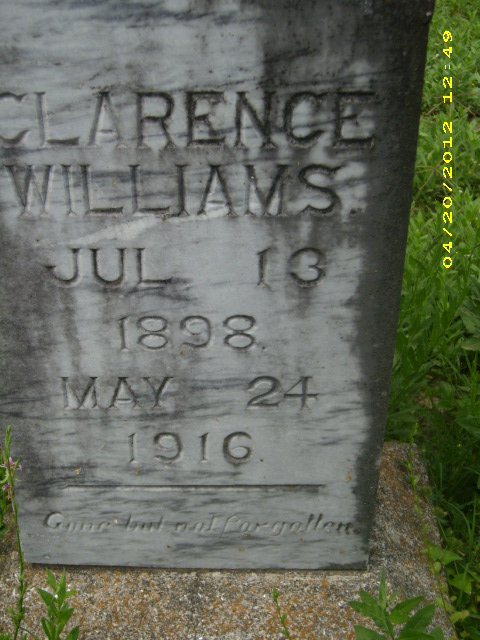 CLARENCE
WILLIAMS.
JUL 13
1898.
MAY 24
1916.
Gone but not forgotten.
04/20/2012 12:49